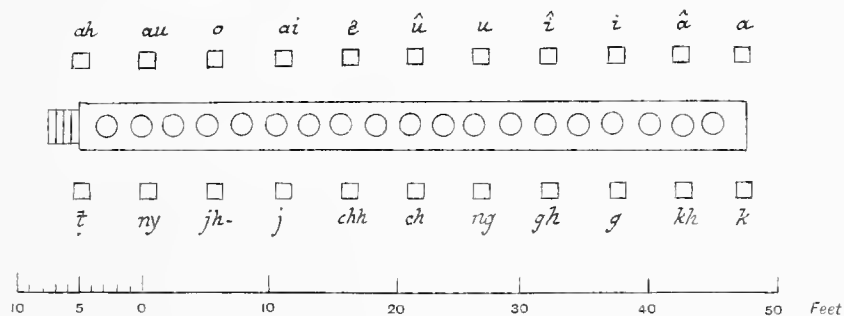 ah au o ai ê û u î i â a
ṭ ny jh- j chh ch ng gh g kh k
10 5 0 10 20 30 40 50 Feet